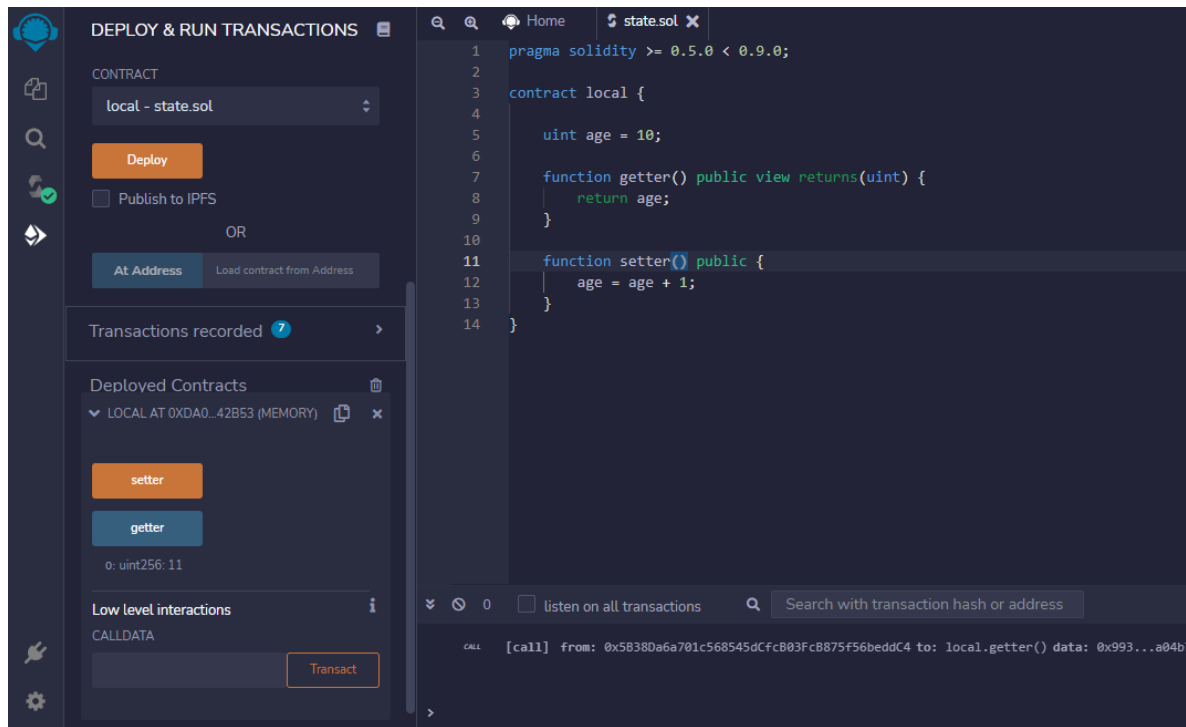 DEPLOY & RUN TRANSACTIONS
CONTRACT
local - state.sol
Deploy
Publish to IPFS
OR
At Address Load contract from Address
Transactions recorded 7
Deployed Contracts
LOCAL AT 0XDA0...42B53 (MEMORY)
setter
getter
0: uint256: 11
Low level interactions
CALLDATA
Transact
Home state.sol
1 pragma solidity >= 0.5.0 < 0.9.0;
2
3 contract local {
4
5 uint age = 10;
6
7 function getter() public view returns(uint) {
8 return age;
9 }
10
11 function setter() public {
12 age = age + 1;
13 }
14 }
0 listen on all transactions Search with transaction hash or address
CALL [call] from: 0x5B38Da6a701c568545dCfcB03FcB875f56beddC4 to: local.getter() data: 0x993...a04b
>